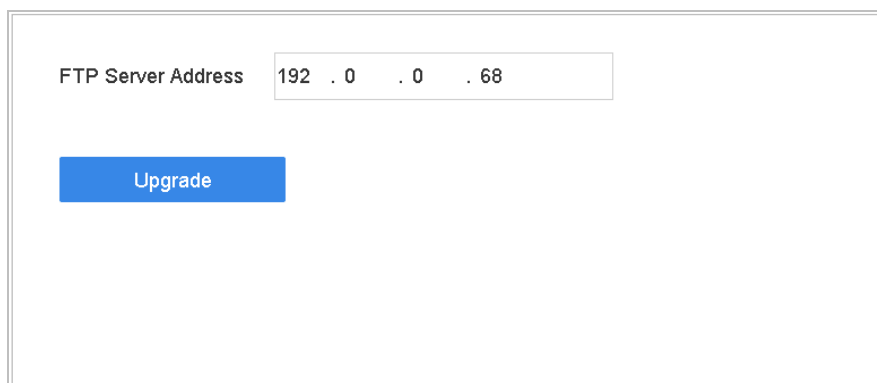 FTP Server Address 192 . 0 . 0 . 68
Upgrade